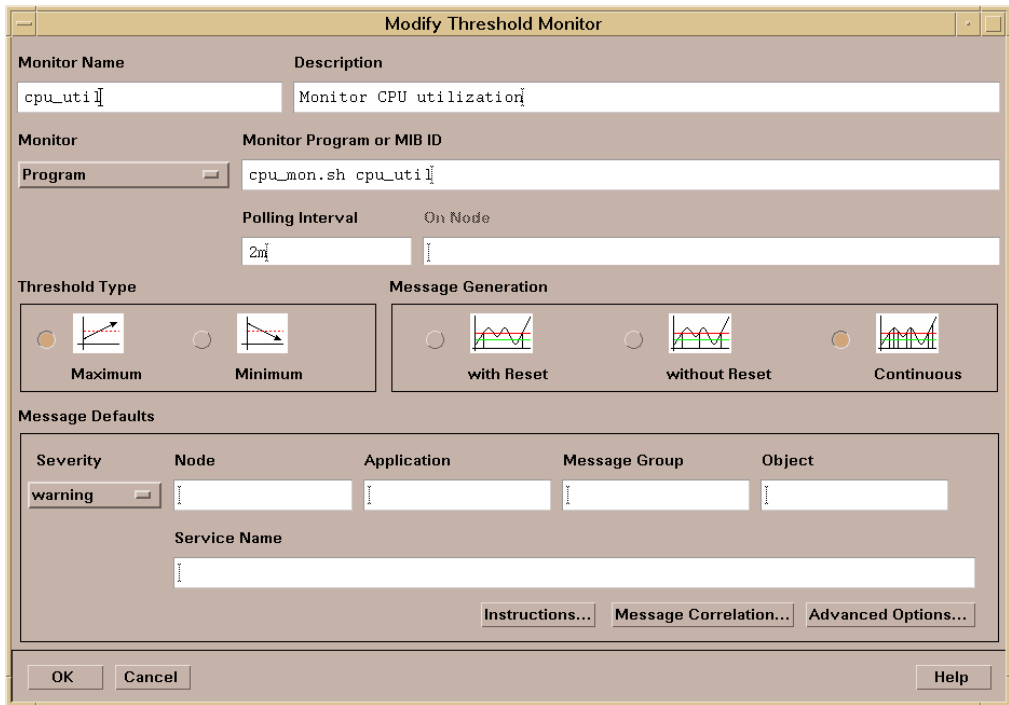 Modify Threshold Monitor
Monitor Name Description
cpu_util Monitor CPU utilization
Monitor Monitor Program or MIB ID
Program cpu_mon.sh cpu_util
Polling Interval On Node
2m
Threshold Type Message Generation
Maximum Minimum with Reset without Reset Continuous
Message Defaults
Severity Node Application Message Group Object
warning
Service Name
Instructions... Message Correlation... Advanced Options...
OK Cancel Help